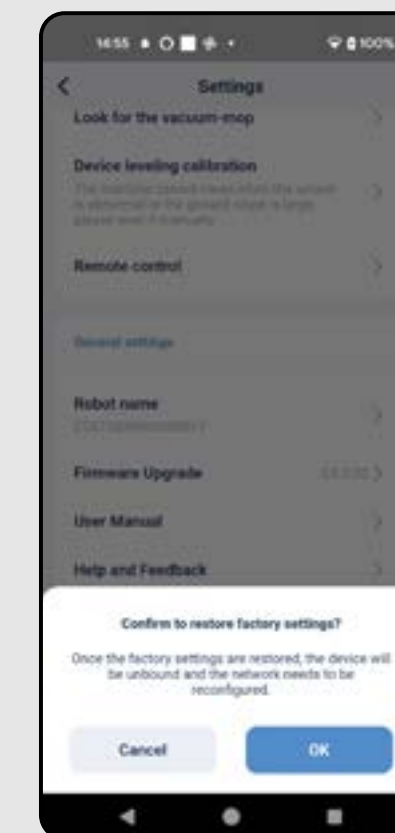 14:55
100%
Settings
Look for the vacuum-mop
Device leveling calibration
Remote control
General settings
Robot name
Firmware Upgrade
User Manual
Help and Feedback
Confirm to restore factory settings?
Once the factory settings are restored, the device will
be unbound and the network needs to be
reconfigured.
Cancel
OK